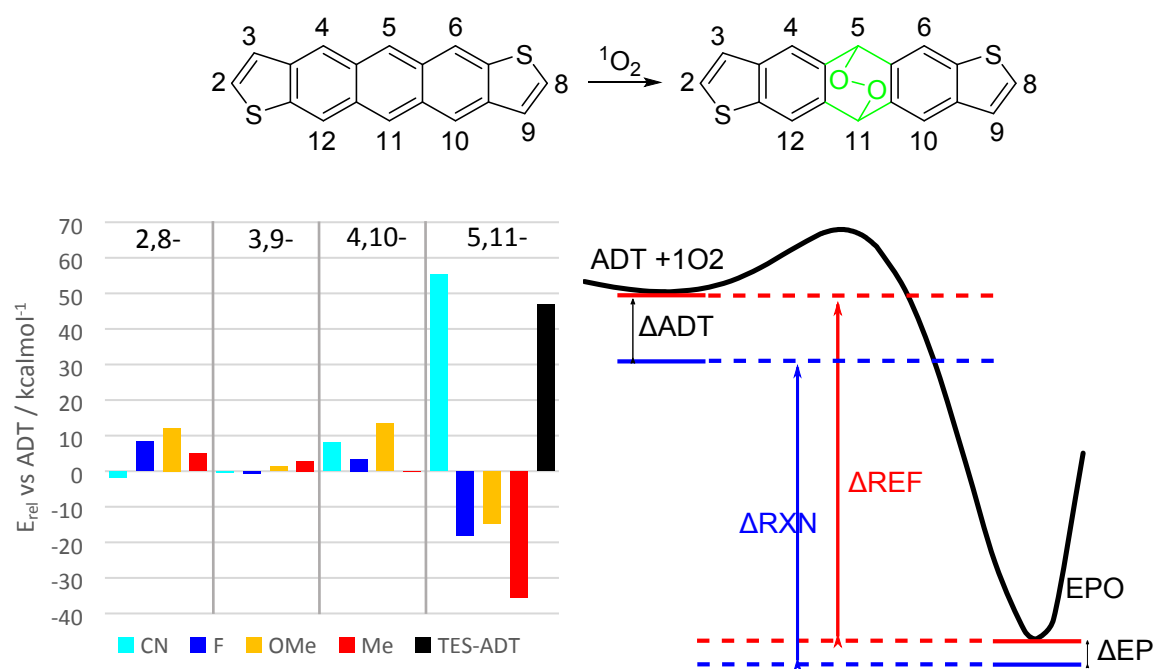 3 4 5 6 S
2 8
S 12 11 10 9
¹O₂
3 4 5 6 S
2 O O 8
S 12 11 10 9
E_rel vs ADT / kcalmol⁻¹
70
60
50
40
30
20
10
0
-10
-20
-30
-40
2,8- 3,9- 4,10- 5,11-
CN F OMe Me TES-ADT
ADT +1O2
ΔADT
ΔREF
ΔRXN
EPO
ΔEP